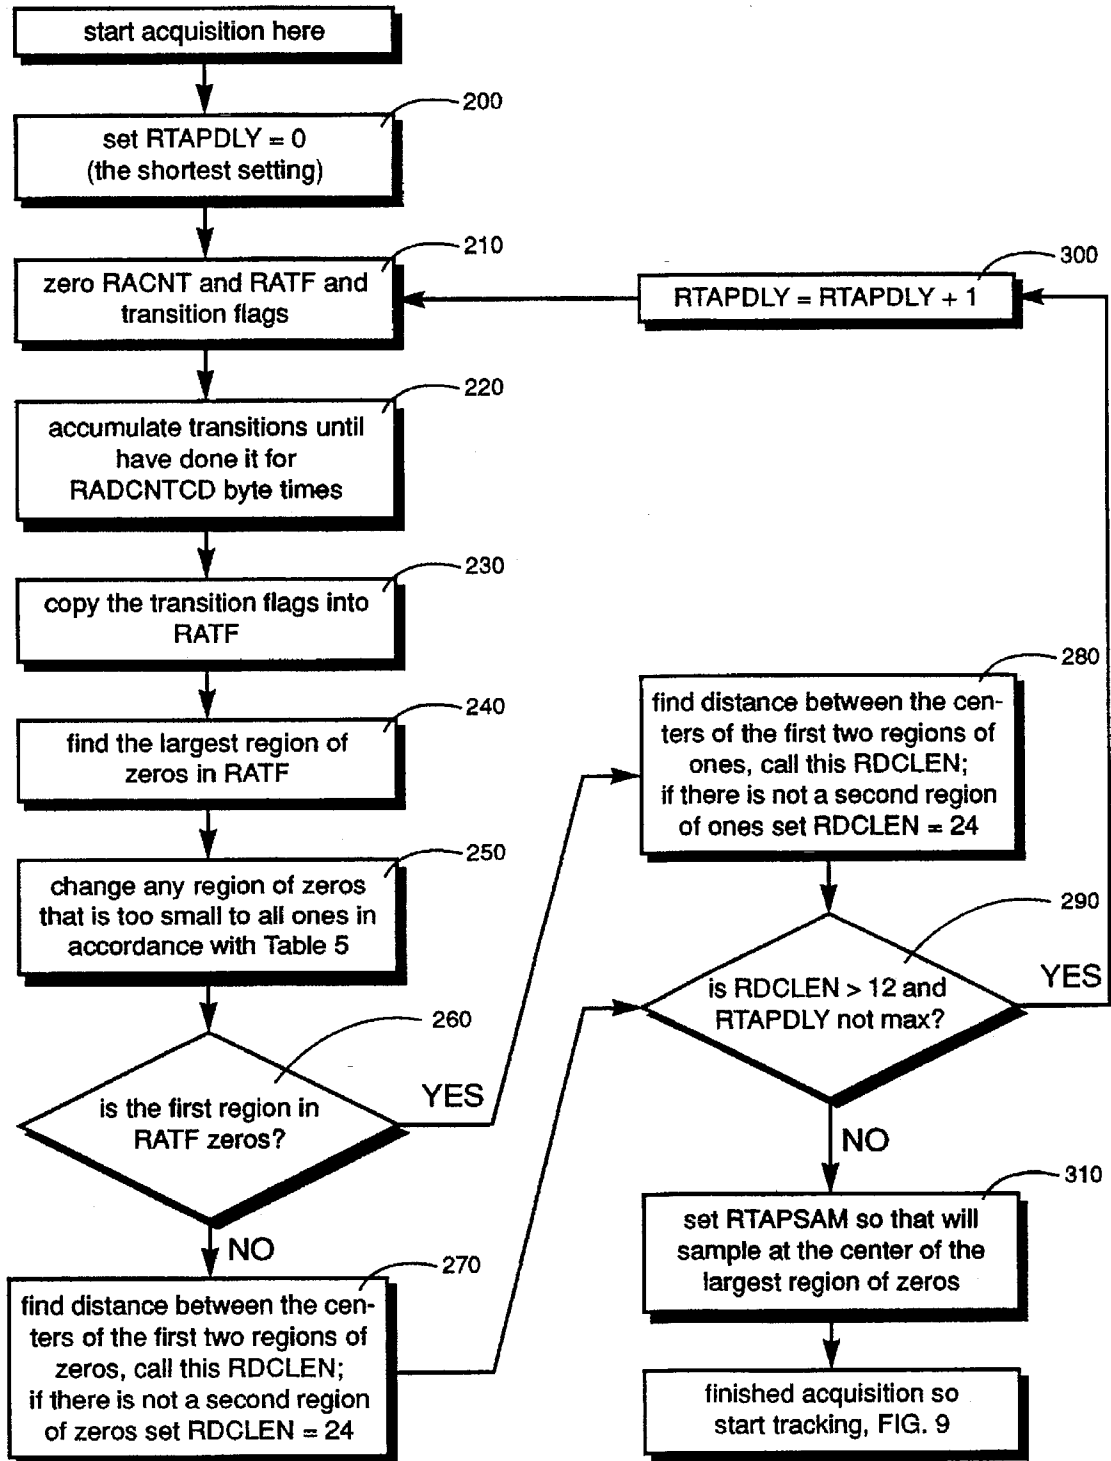 start acquisition here
200
set RTAPDLY = 0
(the shortest setting)
210
zero RACNT and RATF and
transition flags
300
RTAPDLY = RTAPDLY + 1
220
accumulate transitions until
have done it for
RADCNTCD byte times
230
copy the transition flags into
RATF
240
find the largest region of
zeros in RATF
250
change any region of zeros
that is too small to all ones in
accordance with Table 5
260
is the first region in
RATF zeros?
YES
NO
270
find distance between the cen-
ters of the first two regions of
zeros, call this RDCLEN;
if there is not a second region
of zeros set RDCLEN = 24
280
find distance between the cen-
ters of the first two regions of
ones, call this RDCLEN;
if there is not a second region
of ones set RDCLEN = 24
290
is RDCLEN > 12 and
RTAPDLY not max?
YES
NO
310
set RTAPSAM so that will
sample at the center of the
largest region of zeros
finished acquisition so
start tracking, FIG. 9